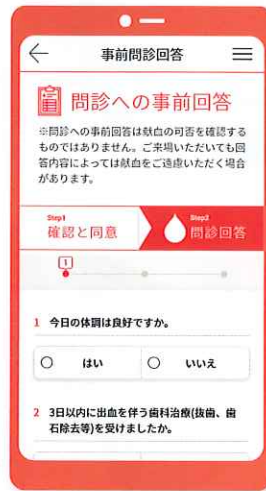 事前問診回答
問診への事前回答
※問診への事前回答は献血の可否を確認する
ものではありません。ご来場いただいても回
答内容によっては献血をご遠慮いただく場合
があります。
Step1
確認と同意
Step2
問診回答
1
1 今日の体調は良好ですか。
はい
いいえ
2 3日以内に出血を伴う歯科治療(抜歯、歯
石除去等)を受けましたか。